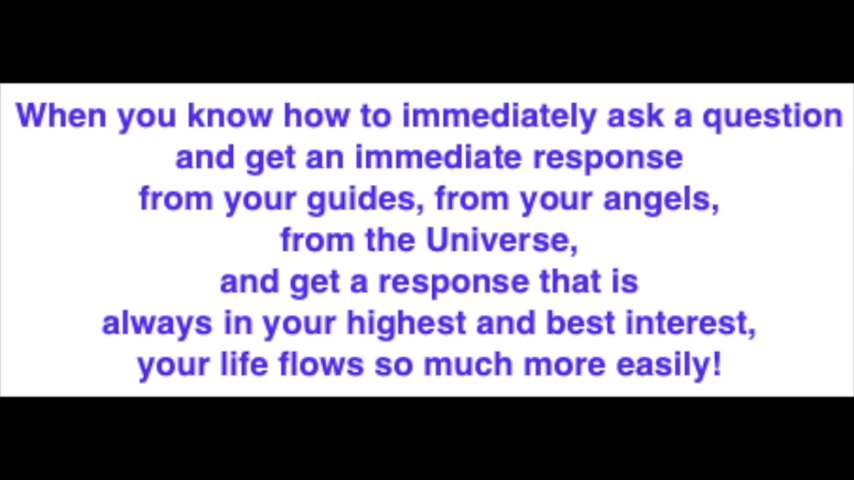 When you know how to immediately ask a question
and get an immediate response
from your guides, from your angels,
from the Universe,
and get a response that is
always in your highest and best interest,
your life flows so much more easily!